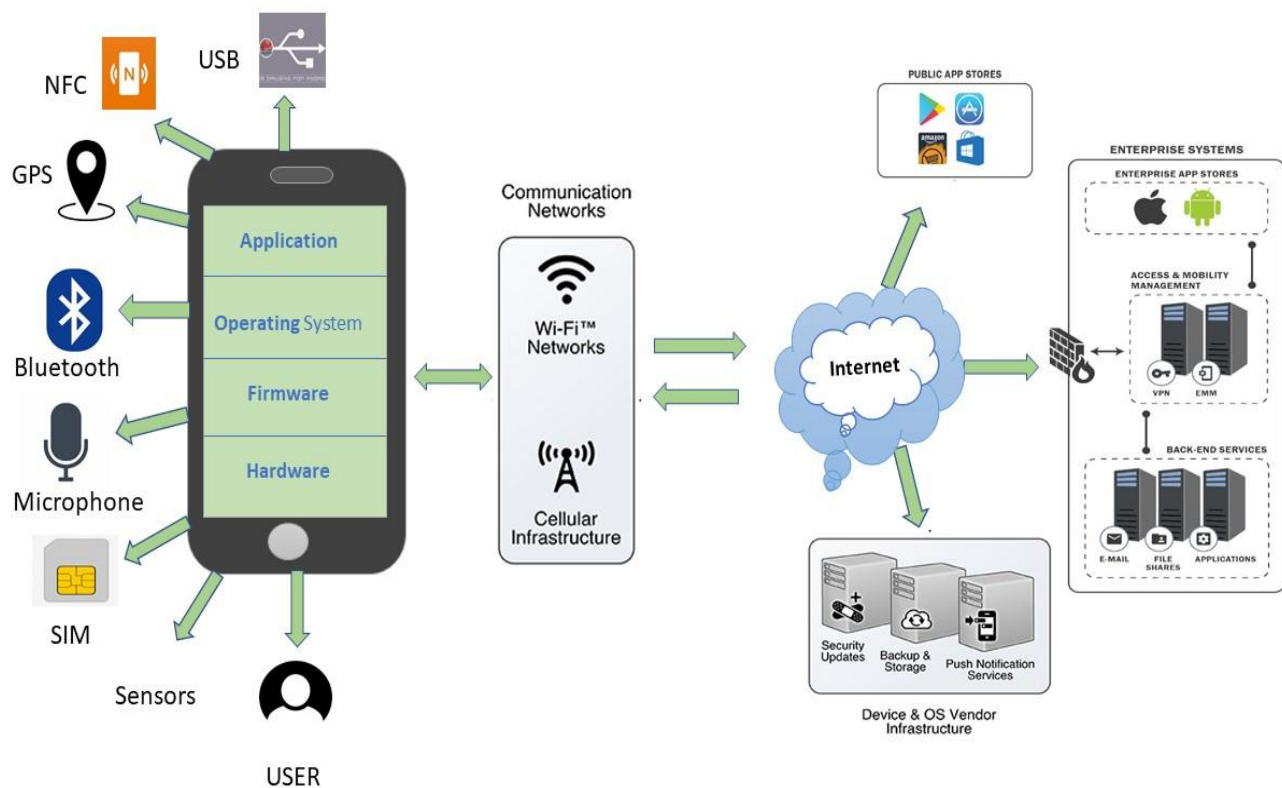 NFC
USB
GPS
Bluetooth
Microphone
SIM
Sensors
USER
Application
Operating System
Firmware
Hardware
Communication
Networks
Wi-Fi™
Networks
Cellular
Infrastructure
Internet
PUBLIC APP STORES
amazon
Security
Updates
Backup &
Storage
Push Notification
Services
Device & OS Vendor
Infrastructure
ENTERPRISE SYSTEMS
ENTERPRISE APP STORES
ACCESS & MOBILITY
MANAGEMENT
VPN
EMM
BACK-END SERVICES
E-MAIL
FILE
SHARES
APPLICATIONS